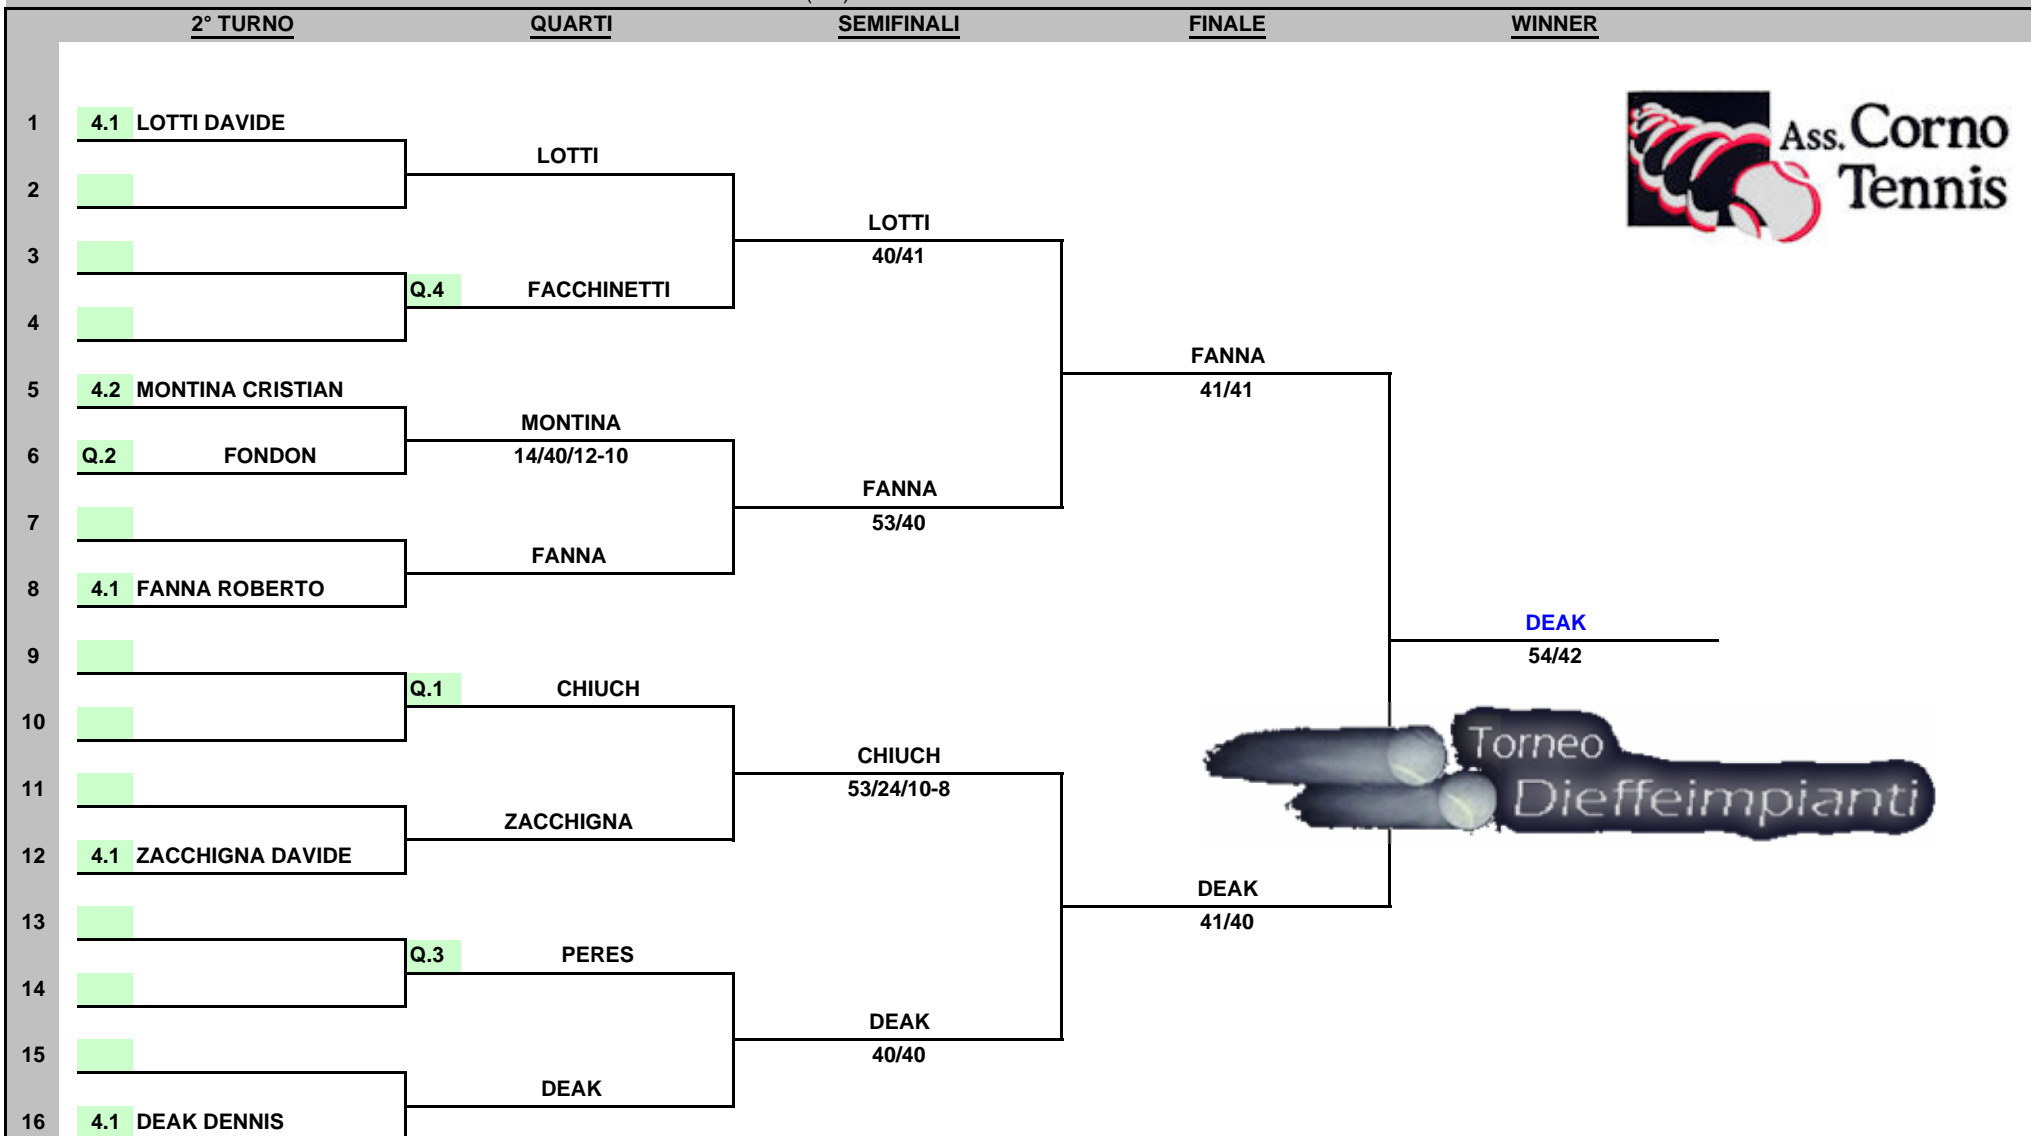 2° TURNO QUARTI SEMIFINALI FINALE WINNER
1 4.1 LOTTI DAVIDE
LOTTI
2
LOTTI
3
40/41
Q.4 FACCHINETTI
4
FANNA
5 4.2 MONTINA CRISTIAN
41/41
MONTINA
6 Q.2 FONDON
14/40/12-10
FANNA
7
53/40
FANNA
8 4.1 FANNA ROBERTO
DEAK
9
54/42
Q.1 CHIUCH
10
CHIUCH
11
53/24/10-8
ZACCHIGNA
12 4.1 ZACCHIGNA DAVIDE
DEAK
13
41/40
Q.3 PERES
14
DEAK
15
40/40
DEAK
16 4.1 DEAK DENNIS
Ass. Corno
Tennis
Torneo
Dieffeimpianti